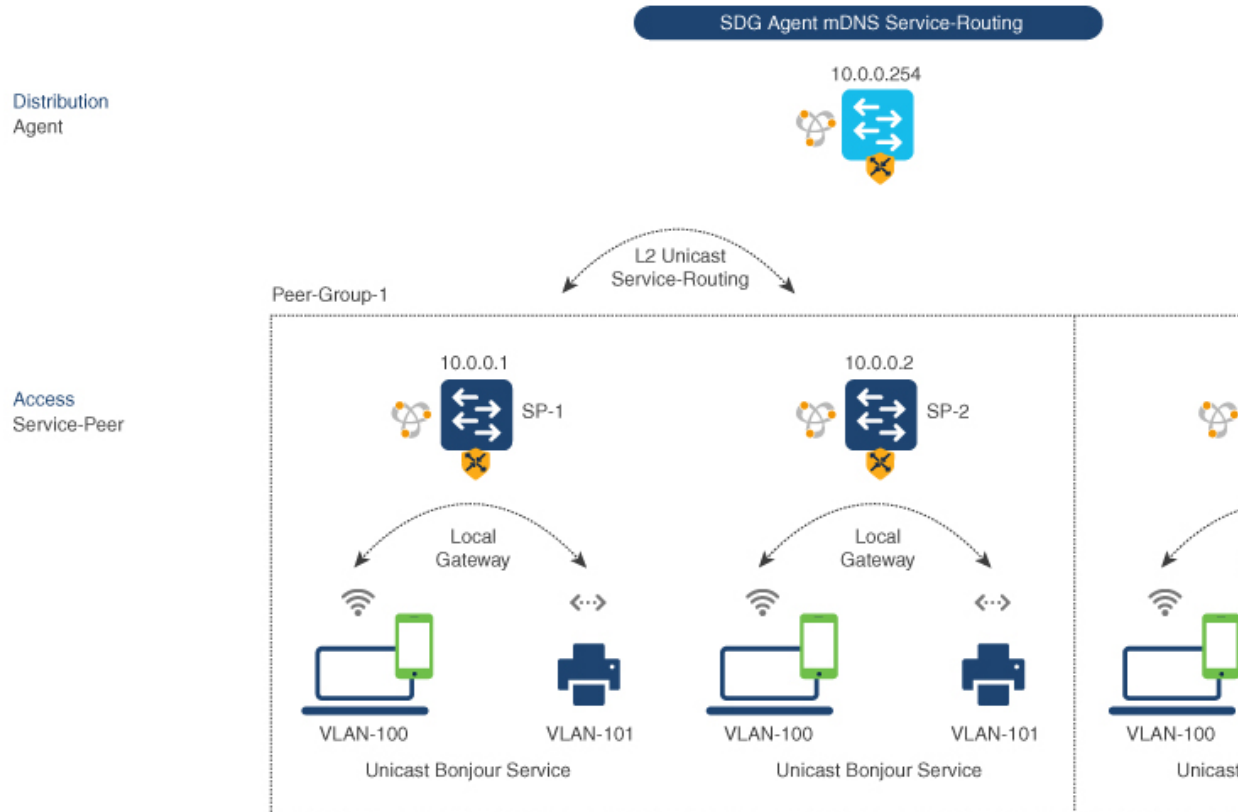 SDG Agent mDNS Service-Routing
10.0.0.254
Distribution
Agent
L2 Unicast
Service-Routing
Peer-Group-1
10.0.0.1
10.0.0.2
Access
Service-Peer
SP-1
SP-2
Local
Gateway
Local
Gateway
VLAN-100
VLAN-101
VLAN-100
VLAN-101
VLAN-100
Unicast Bonjour Service
Unicast Bonjour Service
Unicast